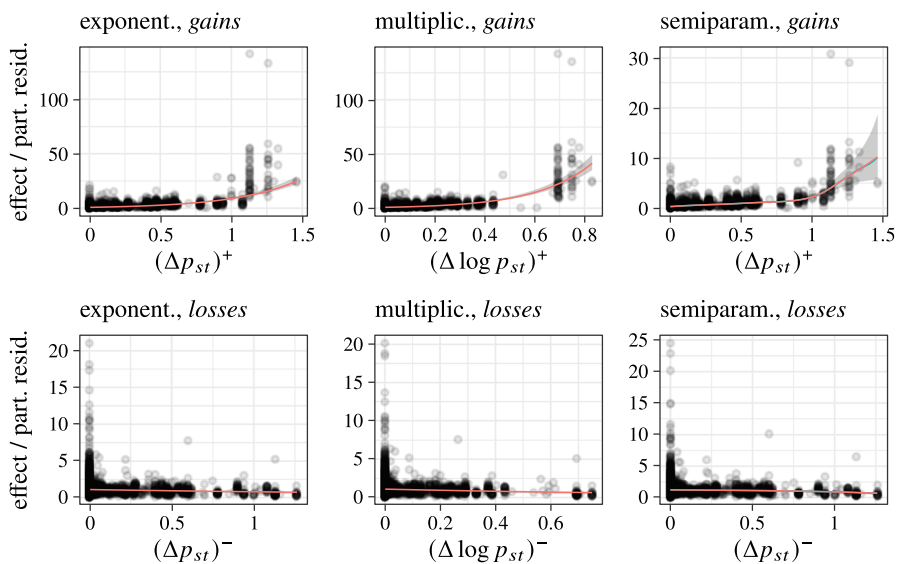 exponent., gains
multiplic., gains
semiparam., gains
effect / part. resid.
100
50
0
100
50
0
30
20
10
0
0 0.5 1 1.5
0 0.2 0.4 0.6 0.8
0 0.5 1 1.5
(Δp_st)^+
(Δ log p_st)^+
(Δp_st)^+
exponent., losses
multiplic., losses
semiparam., losses
effect / part. resid.
20
15
10
5
0
20
15
10
5
0
25
20
15
10
5
0
0 0.5 1
0 0.2 0.4 0.6
0 0.5 1
(Δp_st)^−
(Δ log p_st)^−
(Δp_st)^−